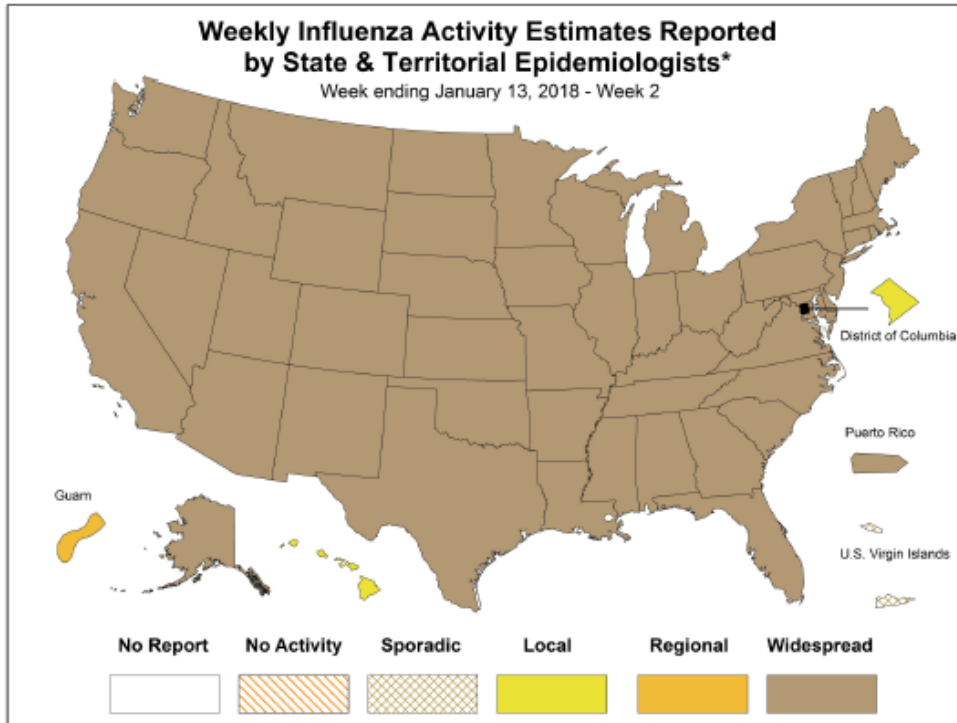 Weekly Influenza Activity Estimates Reported
by State & Territorial Epidemiologists*
Week ending January 13, 2018 - Week 2
District of Columbia
Puerto Rico
Guam
U.S. Virgin Islands
No Report No Activity Sporadic Local Regional Widespread